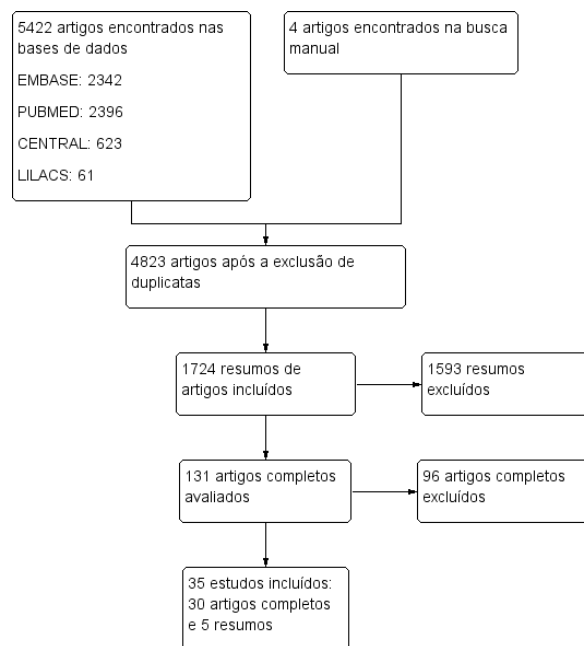 5422 artigos encontrados nas
bases de dados
EMBASE: 2342
PUBMED: 2396
CENTRAL: 623
LILACS: 61
4 artigos encontrados na busca
manual
4823 artigos após a exclusão de
duplicatas
1724 resumos de
artigos incluídos
1593 resumos
excluídos
131 artigos completos
avaliados
96 artigos completos
excluídos
35 estudos incluídos:
30 artigos completos
e 5 resumos